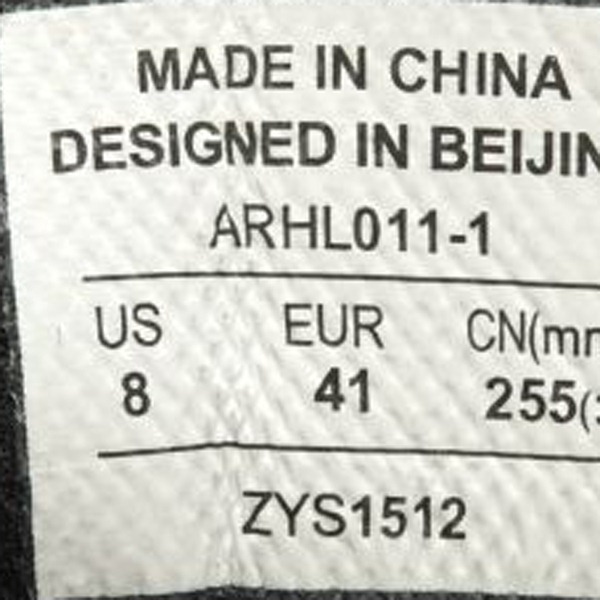 MADE IN CHINA
DESIGNED IN BEIJIN
ARHL011-1
US EUR CN(mm
8 41 255(
ZYS1512